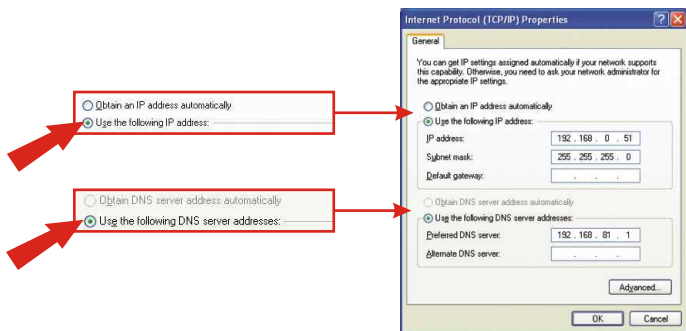 Obtain an IP address automatically
Use the following IP address:
Obtain DNS server address automatically
Use the following DNS server addresses:
Internet Protocol (TCP/IP) Properties
General
You can get IP settings assigned automatically if your network supports
this capability. Otherwise, you need to ask your network administrator for
the appropriate IP settings.
Obtain an IP address automatically
Use the following IP address:
IP address:
192 . 168 . 0 . 51
Subnet mask:
255 . 255 . 255 . 0
Default gateway:
. . .
Obtain DNS server address automatically
Use the following DNS server addresses:
Preferred DNS server:
192 . 168 . 81 . 1
Alternate DNS server:
. . .
Advanced...
OK
Cancel